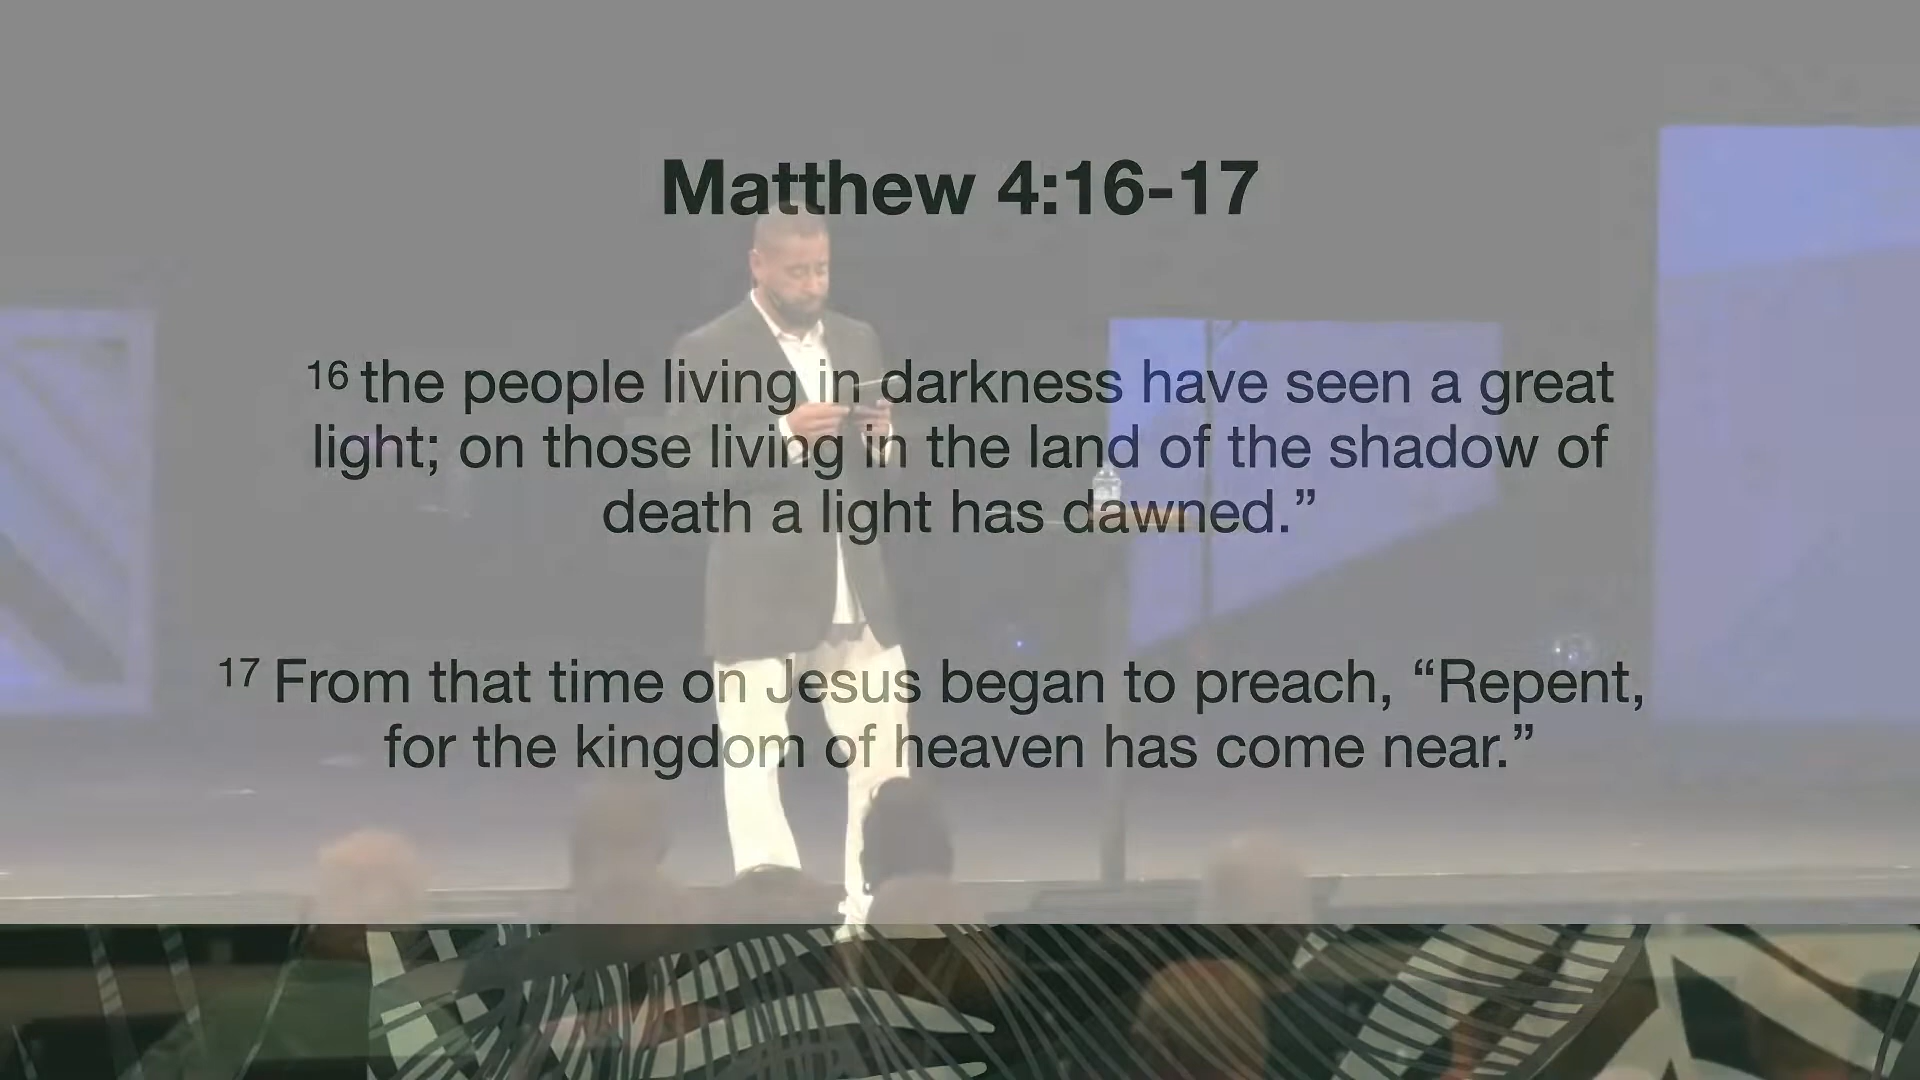 Matthew 4:16-17
16 the people living in darkness have seen a great
light; on those living in the land of the shadow of
death a light has dawned.”
17 From that time on Jesus began to preach, “Repent,
for the kingdom of heaven has come near.”